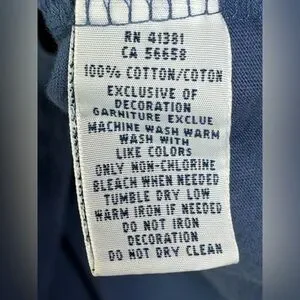 RN 41381
CA 56658
100% COTTON/COTON
EXCLUSIVE OF
DECORATION
GARNITURE EXCLUE
MACHINE WASH WARM
WASH WITH
LIKE COLORS
ONLY NON-CHLORINE
BLEACH WHEN NEEDED
TUMBLE DRY LOW
WARM IRON IF NEEDED
DO NOT IRON
DECORATION
DO NOT DRY CLEAN